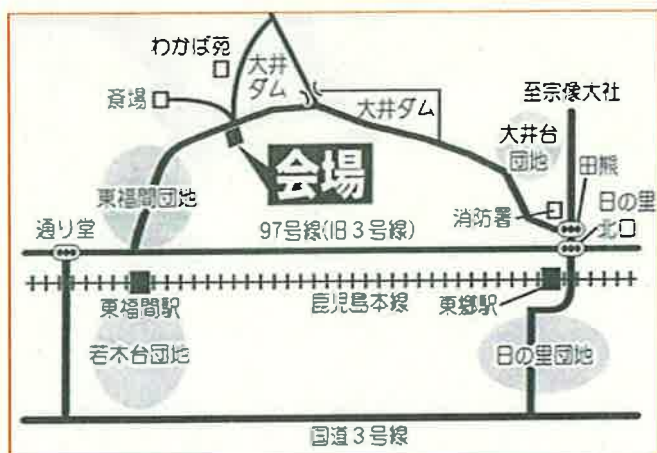 わかば苑
大井
ダム
斎場
大井ダム
至宗像大社
大井台
団地
田熊
会場
東福間団地
消防署
日の里
北口
通り堂
97号線(旧3号線)
東福間駅
鹿児島本線
東郷駅
若木台団地
日の里団地
国道3号線